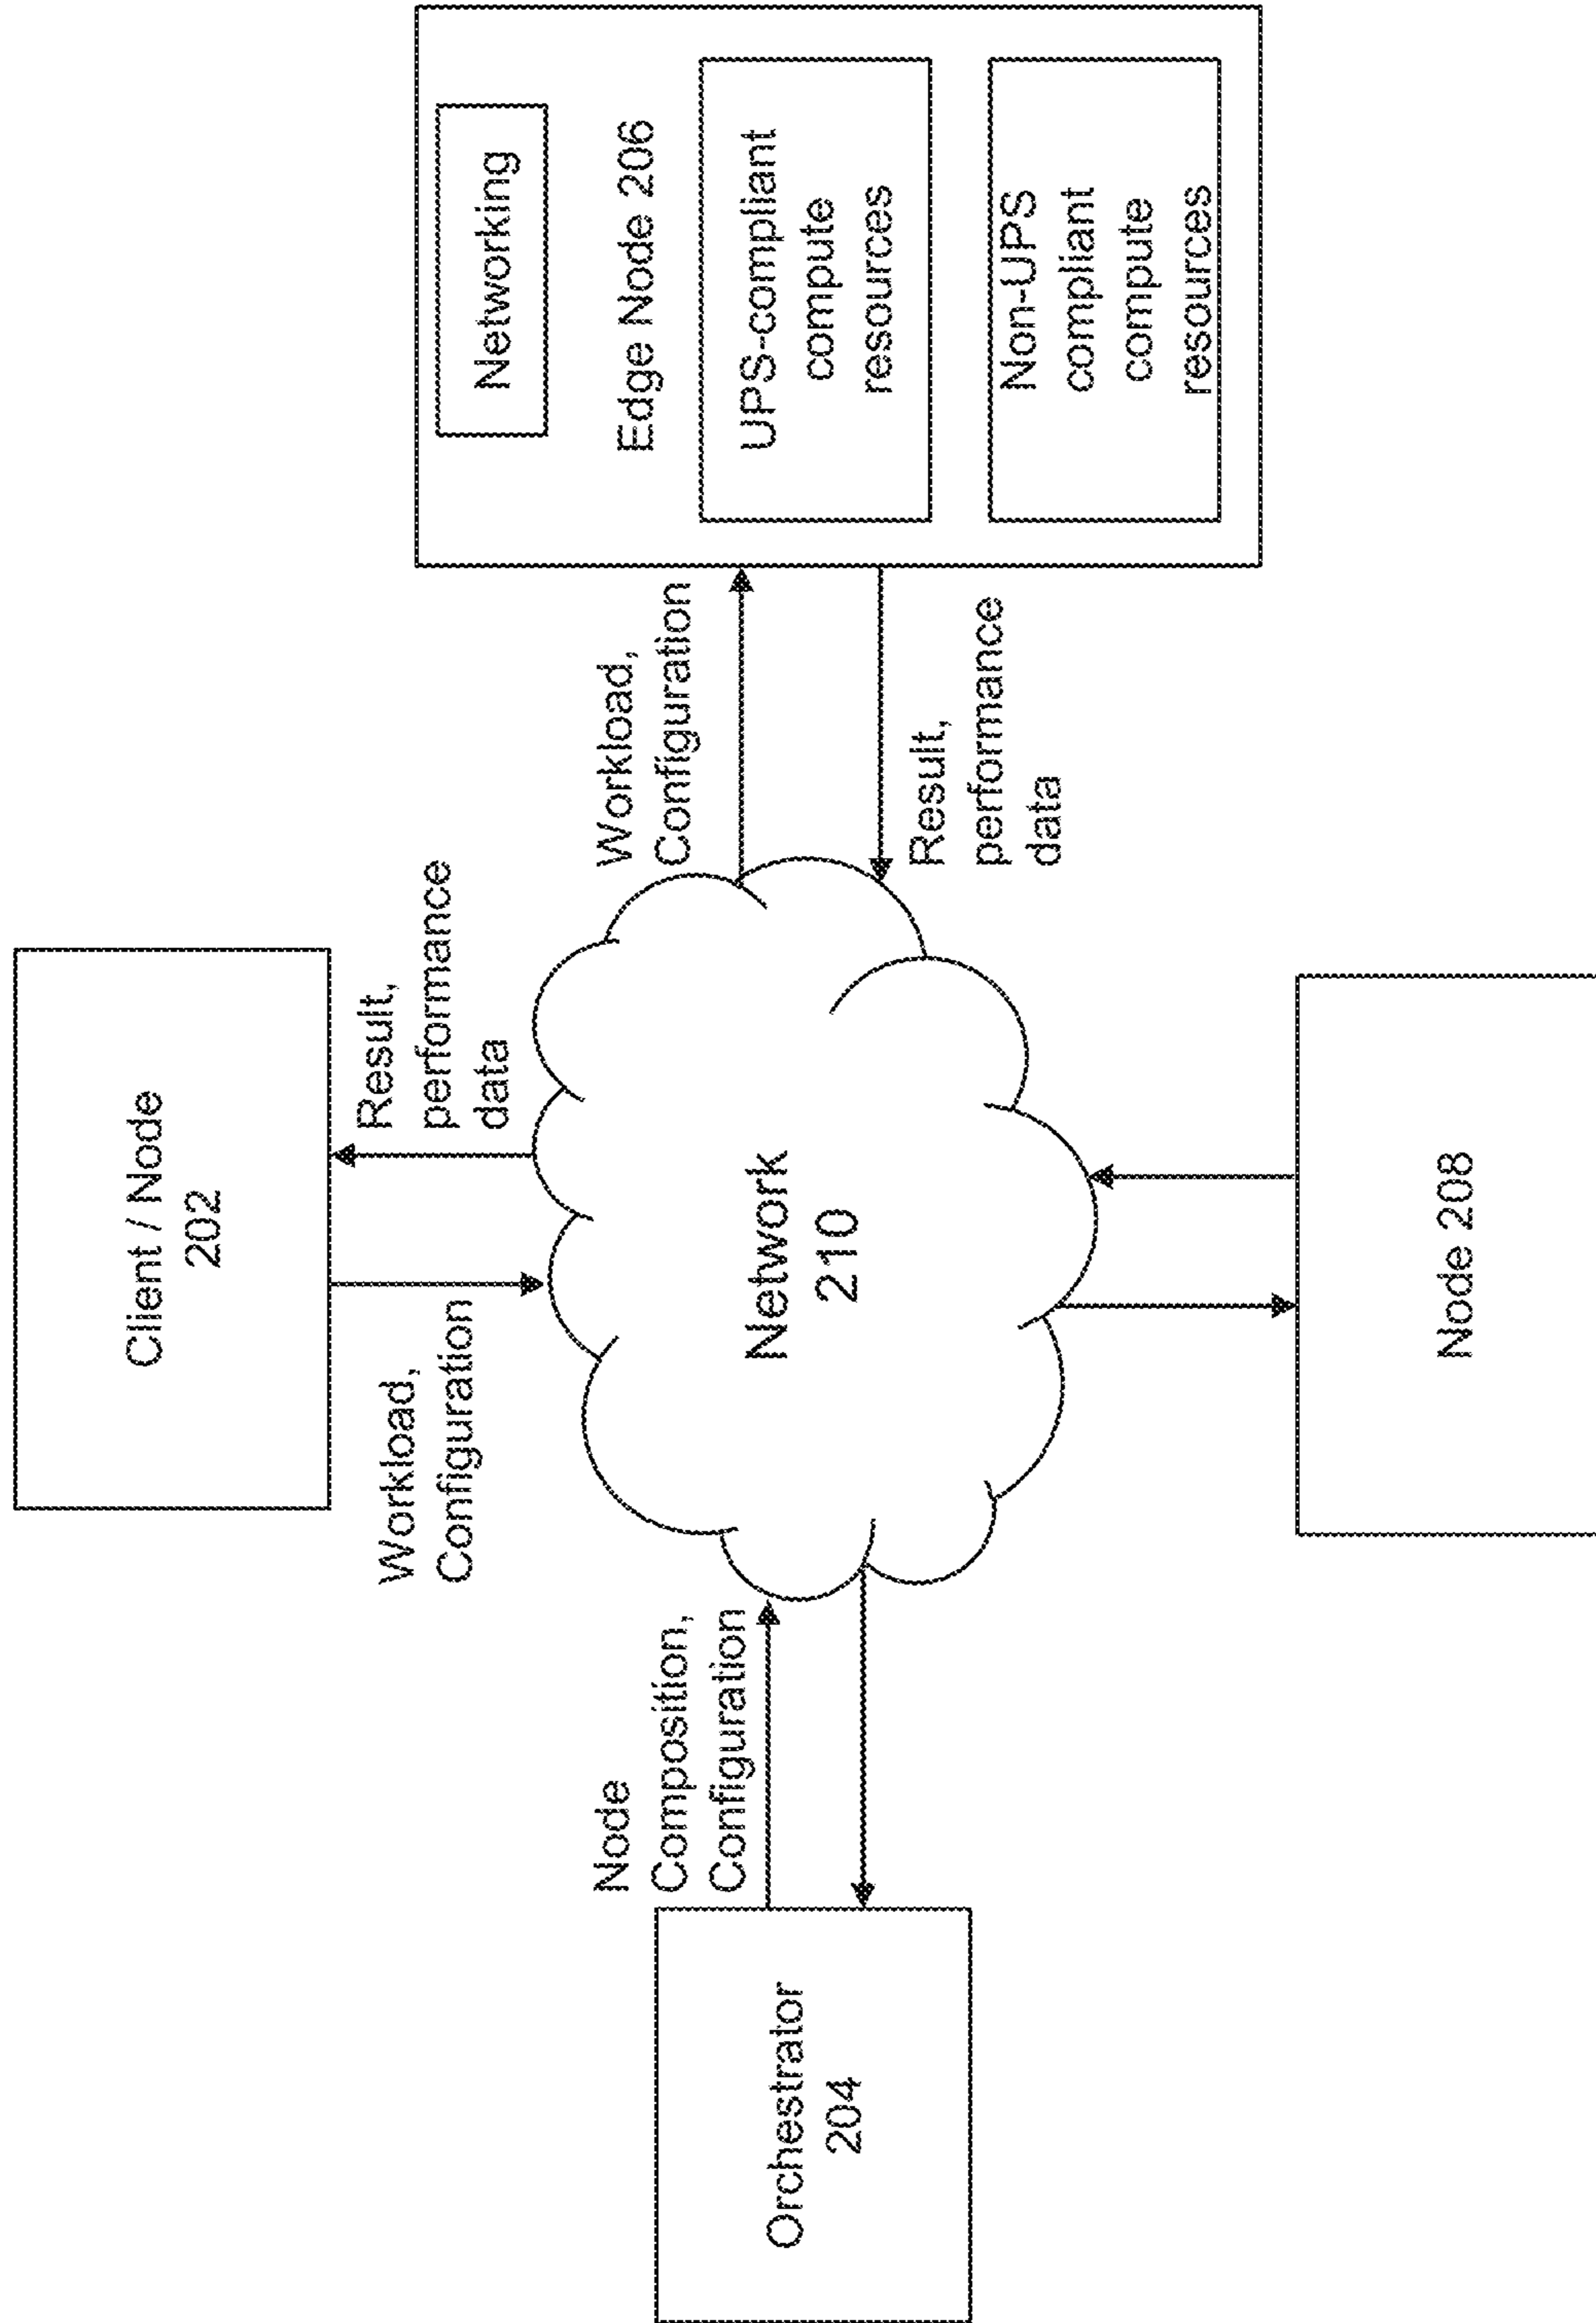 Client / Node
202
Workload,
Configuration
Result,
performance
data
Orchestrator
204
Node
Composition,
Configuration
Network
210
Workload,
Configuration
Result,
performance
data
Networking
Edge Node 206
UPS-compliant
compute
resources
Non-UPS
compliant
compute
resources
Node 208